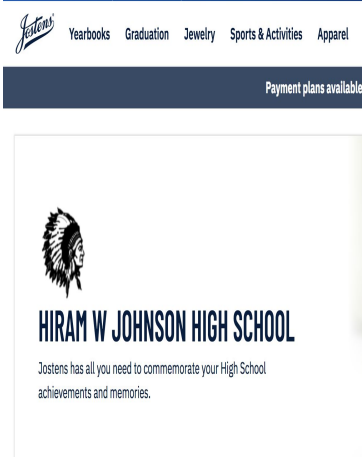 Jostens
Yearbooks Graduation Jewelry Sports & Activities Apparel
Payment plans available
HIRAM W JOHNSON HIGH SCHOOL
Jostens has all you need to commemorate your High School
achievements and memories.